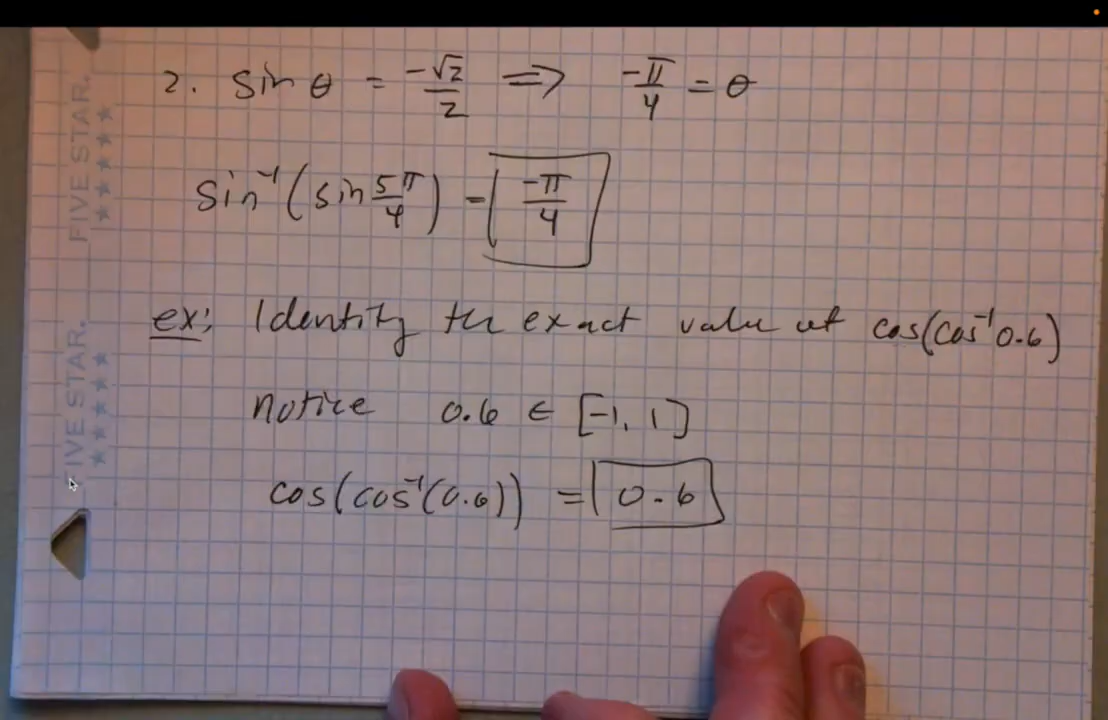 2. sin θ = -√2/2 ⟹ -π/4 = θ
sin⁻¹(sin 5π/4) = -π/4
ex: Identify the exact value of cos(cos⁻¹ 0.6)
notice 0.6 ∈ [-1, 1]
cos(cos⁻¹(0.6)) = 0.6
FIVE STAR.
FIVE STAR.